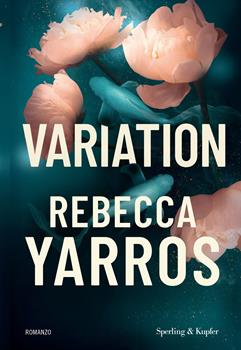 VARIATION
REBECCA
YARROS
ROMANZO
Sperling & Kupfer